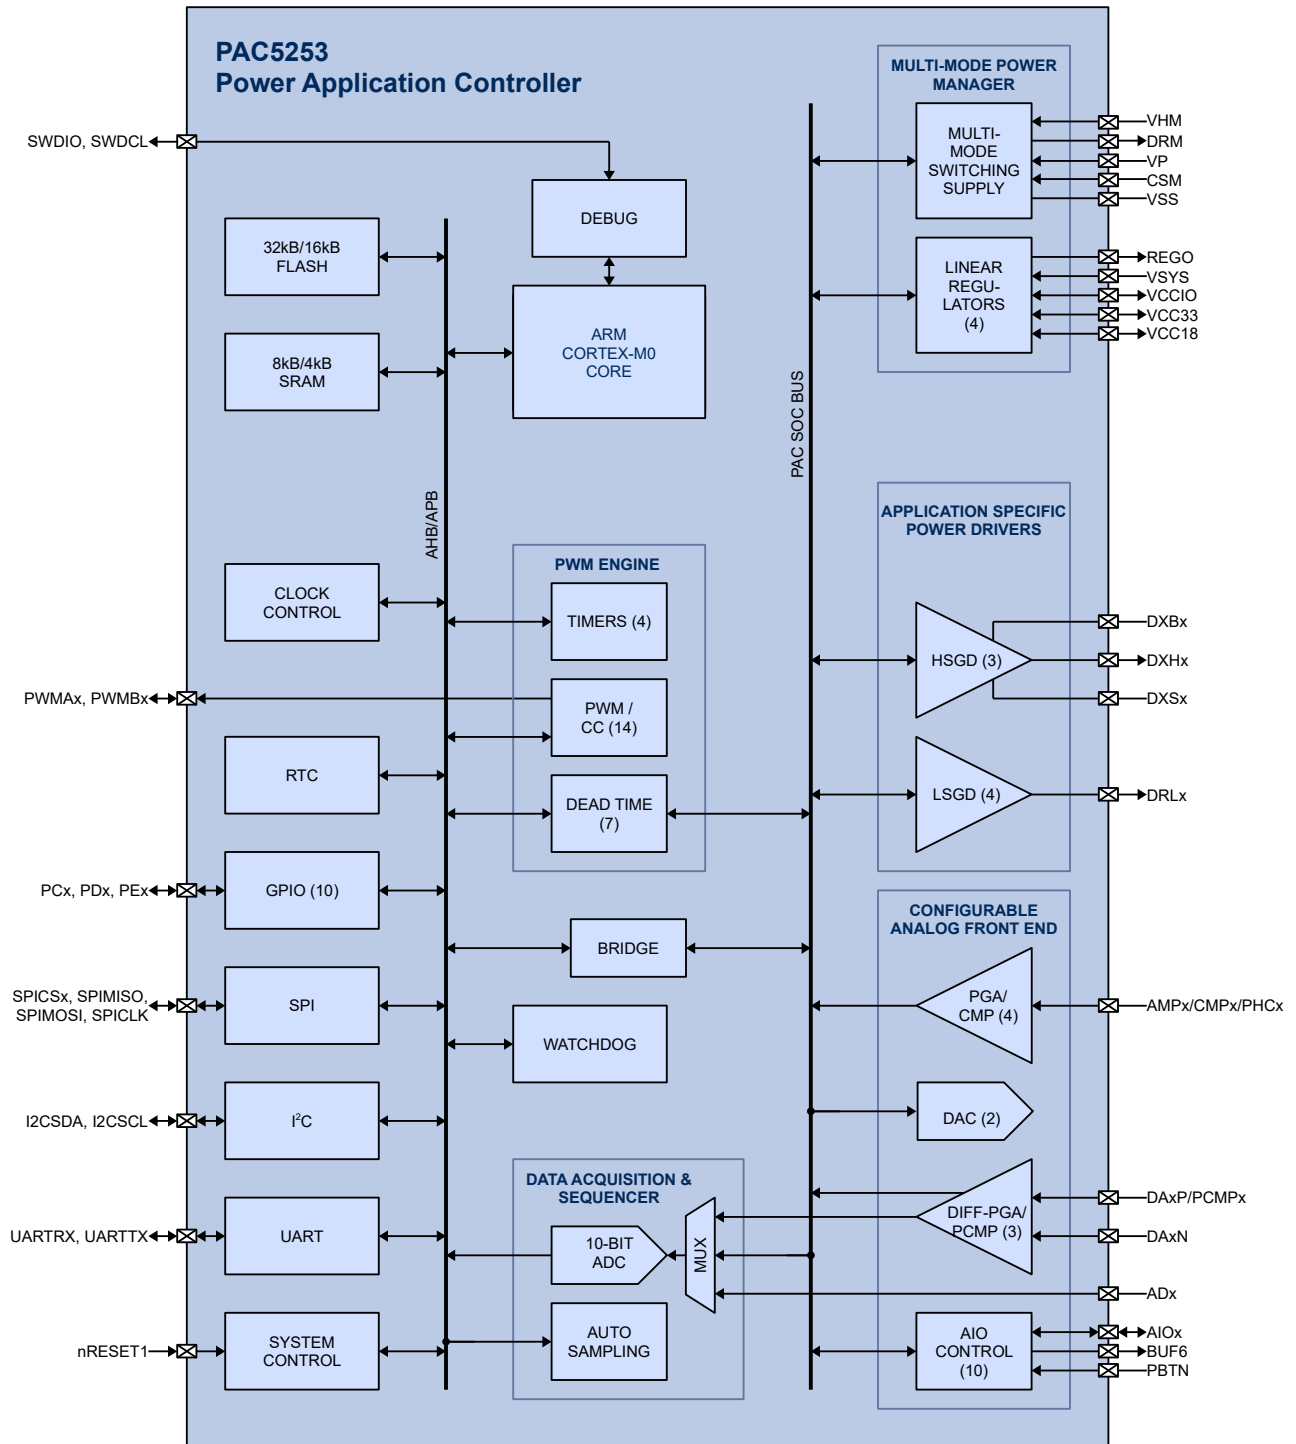 PAC5253
Power Application Controller
SWDIO, SWDCL
DEBUG
32kB/16kB
FLASH
8kB/4kB
SRAM
ARM
CORTEX-M0
CORE
AHB/APB
PAC SOC BUS
MULTI-MODE POWER
MANAGER
MULTI-
MODE
SWITCHING
SUPPLY
VHM
DRM
VP
CSM
VSS
LINEAR
REGU-
LATORS
(4)
REGO
VSYS
VCCIO
VCC33
VCC18
CLOCK
CONTROL
PWM ENGINE
TIMERS (4)
PWMAx, PWMBx
PWM /
CC (14)
RTC
DEAD TIME
(7)
APPLICATION SPECIFIC
POWER DRIVERS
HSGD (3)
DXBx
DXHx
DXSx
LSGD (4)
DRLx
PCx, PDx, PEx
GPIO (10)
BRIDGE
SPICSx, SPIMISO,
SPIMOSI, SPICLK
SPI
WATCHDOG
I2CSDA, I2CSCL
I²C
UARTRX, UARTTX
UART
nRESET1
SYSTEM
CONTROL
DATA ACQUISITION &
SEQUENCER
10-BIT
ADC
MUX
AUTO
SAMPLING
CONFIGURABLE
ANALOG FRONT END
PGA/
CMP (4)
AMPx/CMPx/PHCx
DAC (2)
DIFF-PGA/
PCMP (3)
DAxP/PCMPx
DAxN
ADx
AIO
CONTROL
(10)
AIOx
BUF6
PBTN